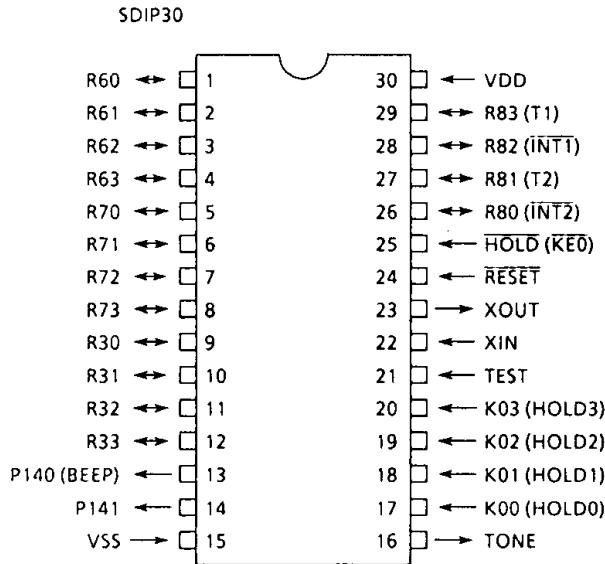 SDIP30
R60 1 30 VDD
R61 2 29 R83 (T1)
R62 3 28 R82 (INT1)
R63 4 27 R81 (T2)
R70 5 26 R80 (INT2)
R71 6 25 HOLD (KE0)
R72 7 24 RESET
R73 8 23 XOUT
R30 9 22 XIN
R31 10 21 TEST
R32 11 20 K03 (HOLD3)
R33 12 19 K02 (HOLD2)
P140 (BEEP) 13 18 K01 (HOLD1)
P141 14 17 K00 (HOLD0)
VSS 15 16 TONE